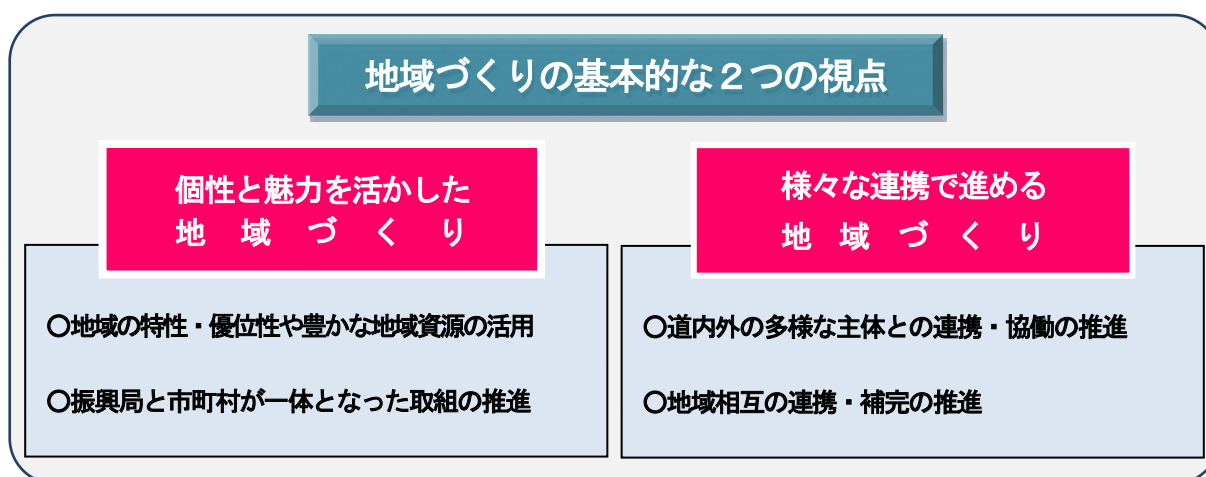 地域づくりの基本的な２つの視点
個性と魅力を活かした
地域づくり
〇地域の特性・優位性や豊かな地域資源の活用
〇振興局と市町村が一体となった取組の推進
様々な連携で進める
地域づくり
〇道内外の多様な主体との連携・協働の推進
〇地域相互の連携・補完の推進